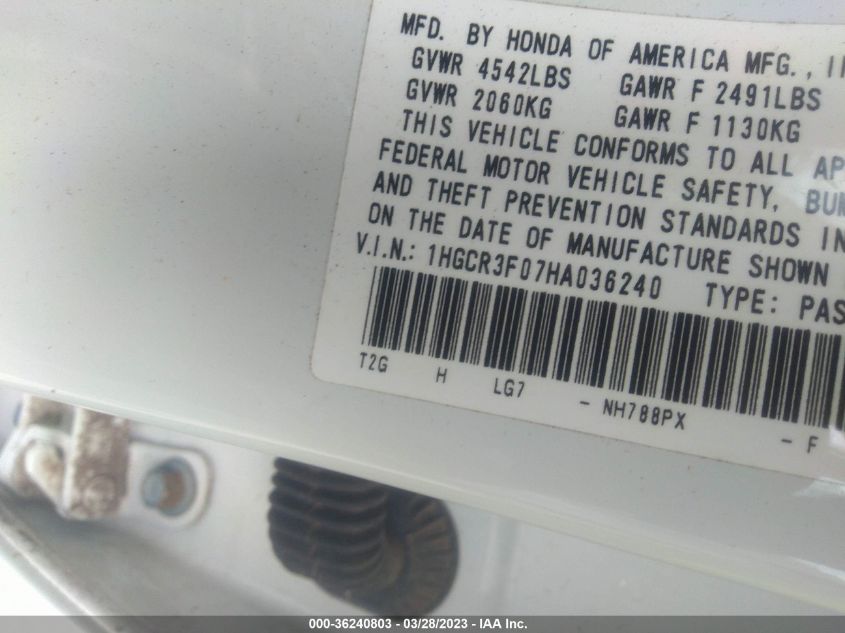 MFD. BY HONDA OF AMERICA MFG.,
GVWR 4542LBS GAWR F 2491LBS
GVWR 2060KG GAWR F 1130KG
THIS VEHICLE CONFORMS TO ALL AP
FEDERAL MOTOR VEHICLE SAFETY, BUM
AND THEFT PREVENTION STANDARDS IN
ON THE DATE OF MANUFACTURE SHOWN
V.I.N.: 1HGCR3F07HA036240 TYPE: PAS
T2G H LG7 - NH788PX - F
000-36240803 - 03/28/2023 - IAA Inc.